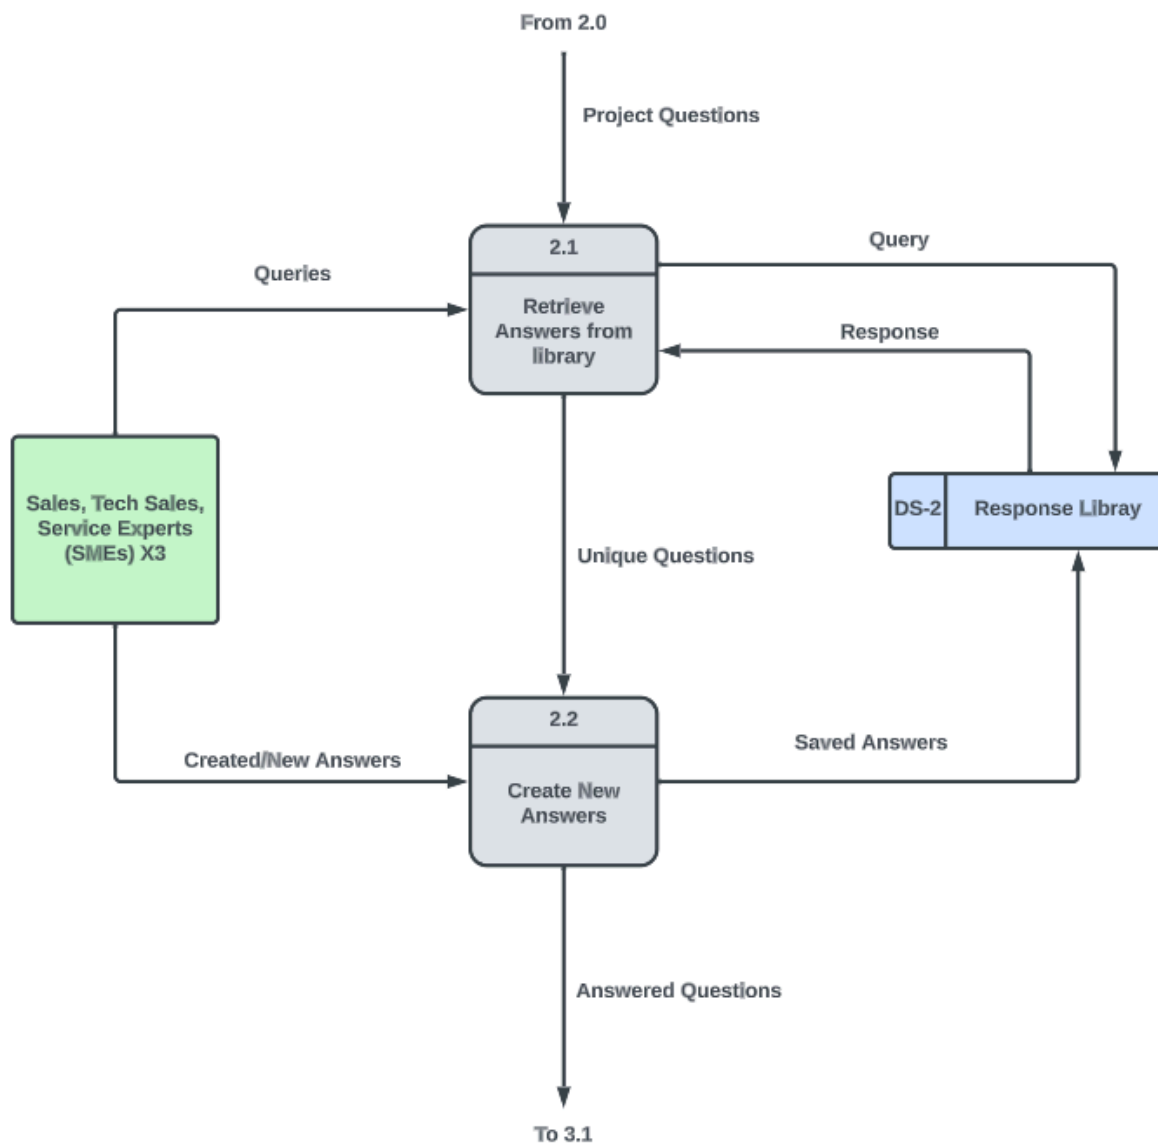 From 2.0
Project Questions
2.1
Retrieve
Answers from
library
Query
Queries
Response
Sales, Tech Sales,
Service Experts
(SMEs) X3
DS-2
Response Libray
Unique Questions
2.2
Create New
Answers
Created/New Answers
Saved Answers
Answered Questions
To 3.1